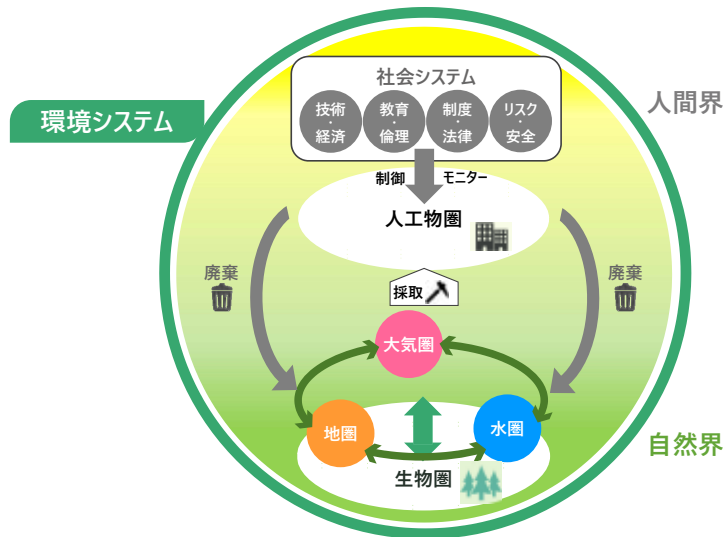 社会システム
技術・経済
教育・倫理
制度・法律
リスク・安全
人間界
環境システム
制御
モニター
人工物圏
廃棄
廃棄
採取
大気圏
地圏
水圏
自然界
生物圏